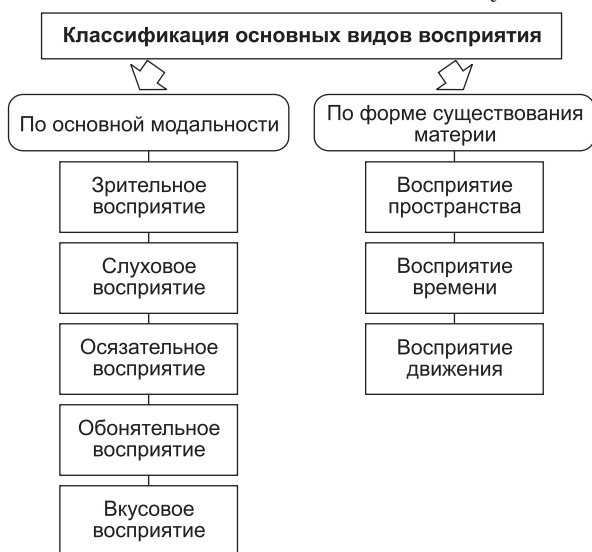 Классификация основных видов восприятия
По основной модальности
Зрительное
восприятие
Слуховое
восприятие
Осязательное
восприятие
Обонятельное
восприятие
Вкусовое
восприятие
По форме существования
материи
Восприятие
пространства
Восприятие
времени
Восприятие
движения